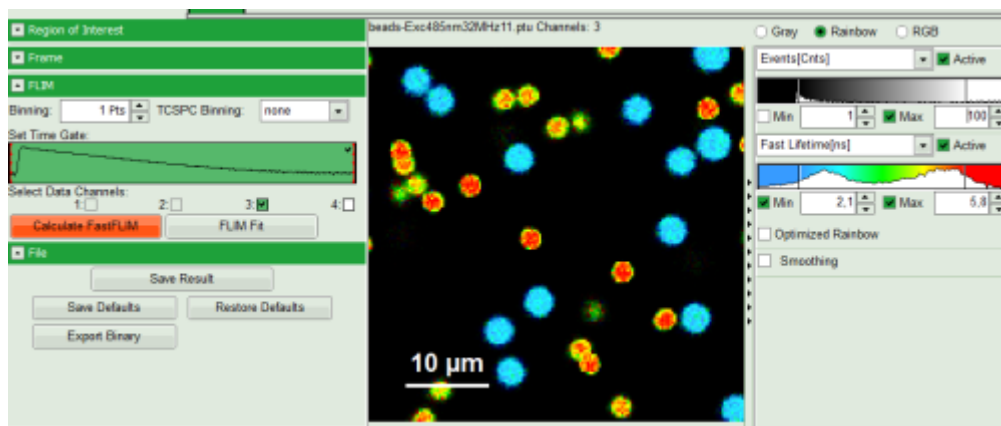 Region of Interest
Frame
FLIM
Binning: 1 Pts TCSPC Binning: none
Set Time Gate:
Select Data Channels:
1: 2: 3: 4:
Calculate FastFLIM FLIM Fit
File
Save Result
Save Defaults Restore Defaults
Export Binary
beads-Exc485nm32MHz11.ptu Channels: 3
10 µm
Gray Rainbow RGB
Events[Cnts] Active
Min 1 Max 100
Fast Lifetime[ns] Active
Min 2,1 Max 5,8
Optimized Rainbow
Smoothing